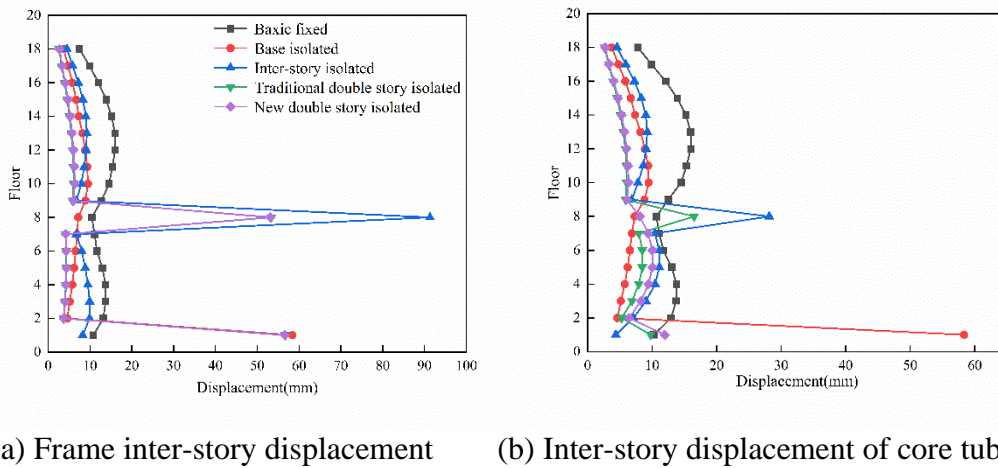 20
18
16
14
12
10
8
6
4
2
0
Floor
0 10 20 30 40 50 60 70 80 90 100
Displacement(mm)
Baxic fixed
Base isolated
Inter-story isolated
Traditional double story isolated
New double story isolated
20
18
16
14
12
10
8
6
4
2
0
Floor
0 10 20 30 40 50 60
Displacement(mm)
a) Frame inter-story displacement
(b) Inter-story displacement of core tub